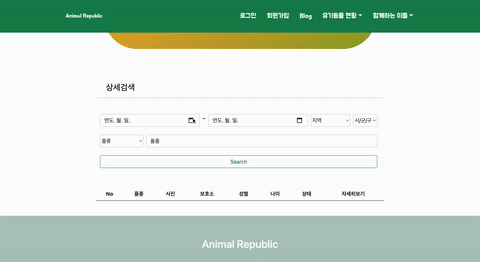 Animal Republic 로그인 회원가입 Blog 유기동물 현황 함께하는 이들
상세검색
연도. 월. 일. ~ 연도. 월. 일. 지역 시/군/구
품종
Search
No 품종 사진 보호소 성별 나이 상태 자세히보기
Animal Republic